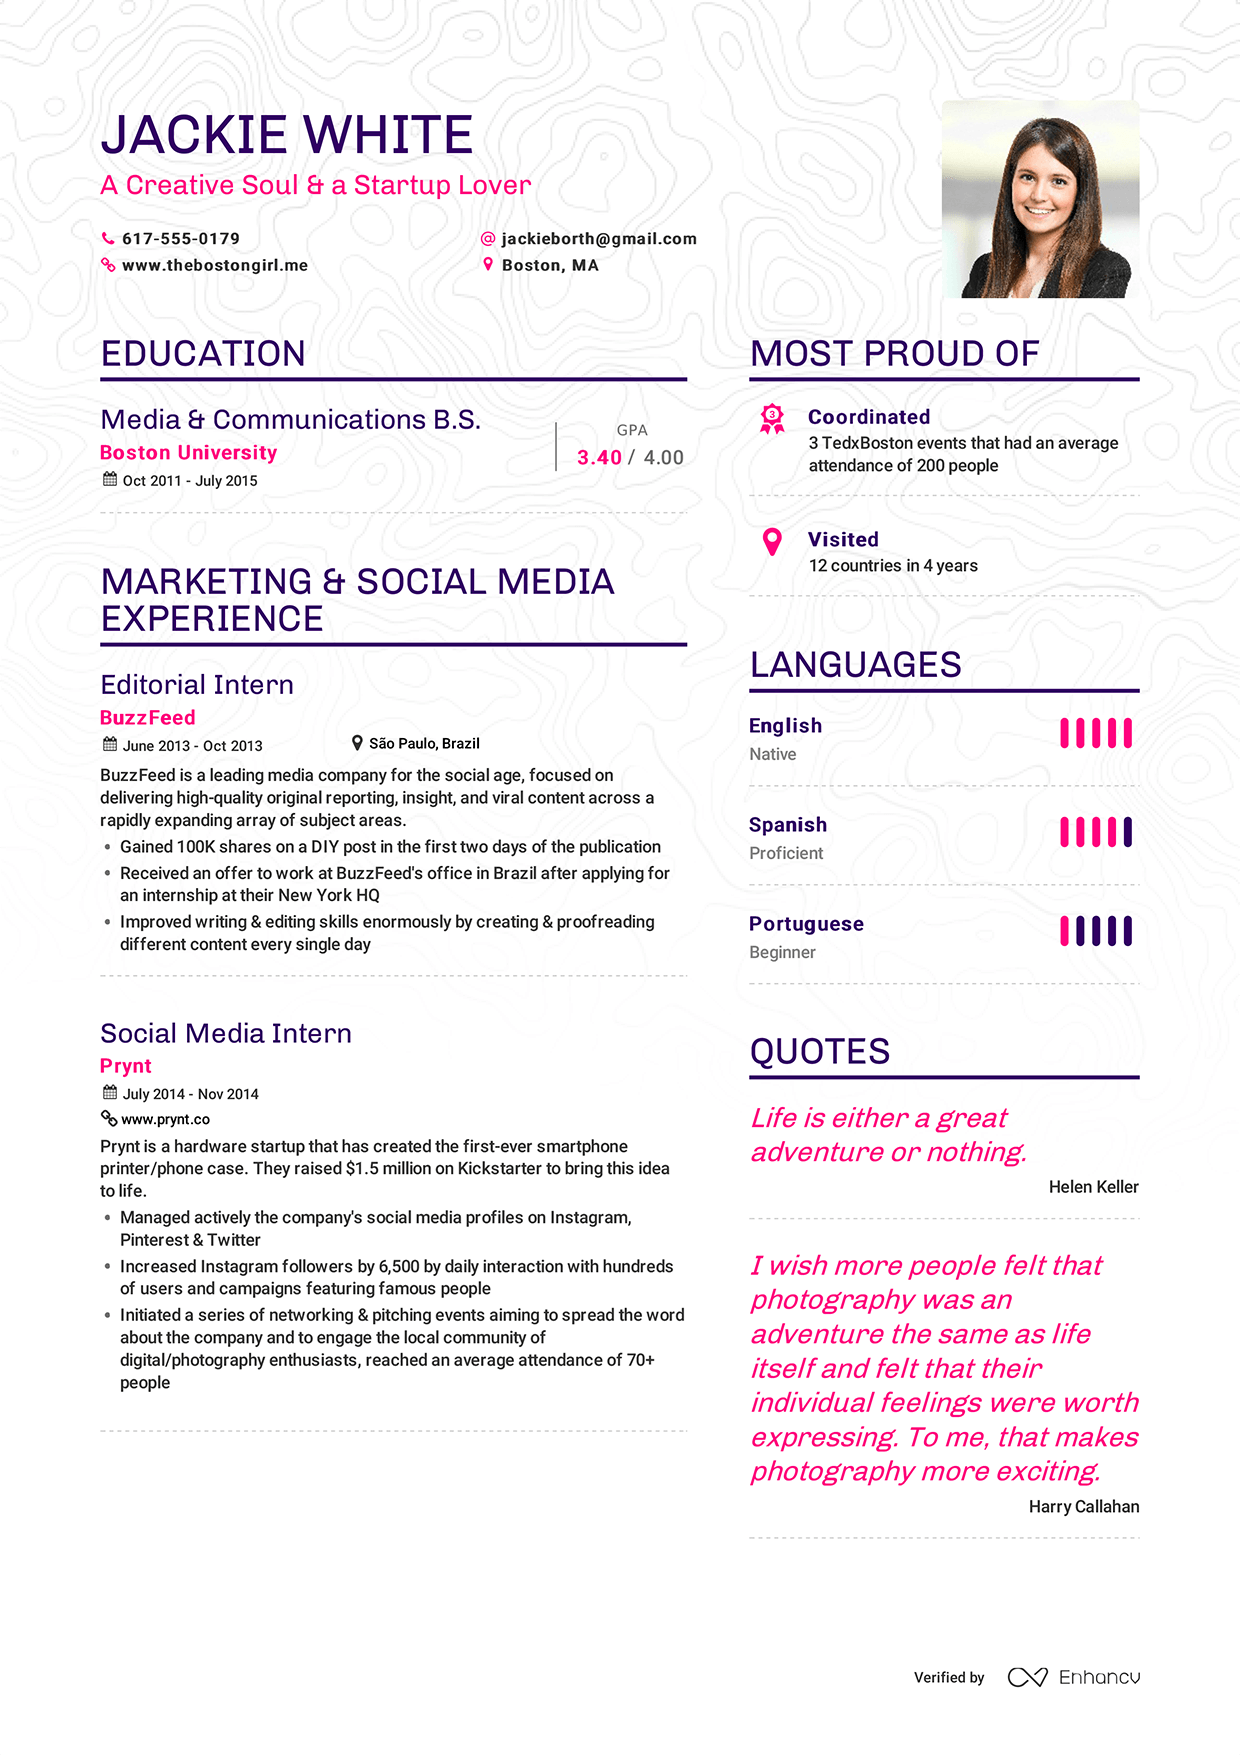 JACKIE WHITE
A Creative Soul & a Startup Lover
617-555-0179
jackieborth@gmail.com
www.thebostongirl.me
Boston, MA
EDUCATION
Media & Communications B.S.
Boston University
Oct 2011 - July 2015
GPA
3.40 / 4.00
MARKETING & SOCIAL MEDIA
EXPERIENCE
Editorial Intern
BuzzFeed
June 2013 - Oct 2013
São Paulo, Brazil
BuzzFeed is a leading media company for the social age, focused on
delivering high-quality original reporting, insight, and viral content across a
rapidly expanding array of subject areas.
• Gained 100K shares on a DIY post in the first two days of the publication
• Received an offer to work at BuzzFeed's office in Brazil after applying for
an internship at their New York HQ
• Improved writing & editing skills enormously by creating & proofreading
different content every single day
Social Media Intern
Prynt
July 2014 - Nov 2014
www.prynt.co
Prynt is a hardware startup that has created the first-ever smartphone
printer/phone case. They raised $1.5 million on Kickstarter to bring this idea
to life.
• Managed actively the company's social media profiles on Instagram,
Pinterest & Twitter
• Increased Instagram followers by 6,500 by daily interaction with hundreds
of users and campaigns featuring famous people
• Initiated a series of networking & pitching events aiming to spread the word
about the company and to engage the local community of
digital/photography enthusiasts, reached an average attendance of 70+
people
MOST PROUD OF
3
Coordinated
3 TedxBoston events that had an average
attendance of 200 people
Visited
12 countries in 4 years
LANGUAGES
English
Native
Spanish
Proficient
Portuguese
Beginner
QUOTES
Life is either a great
adventure or nothing.
Helen Keller
I wish more people felt that
photography was an
adventure the same as life
itself and felt that their
individual feelings were worth
expressing. To me, that makes
photography more exciting.
Harry Callahan
Verified by
Enhancv